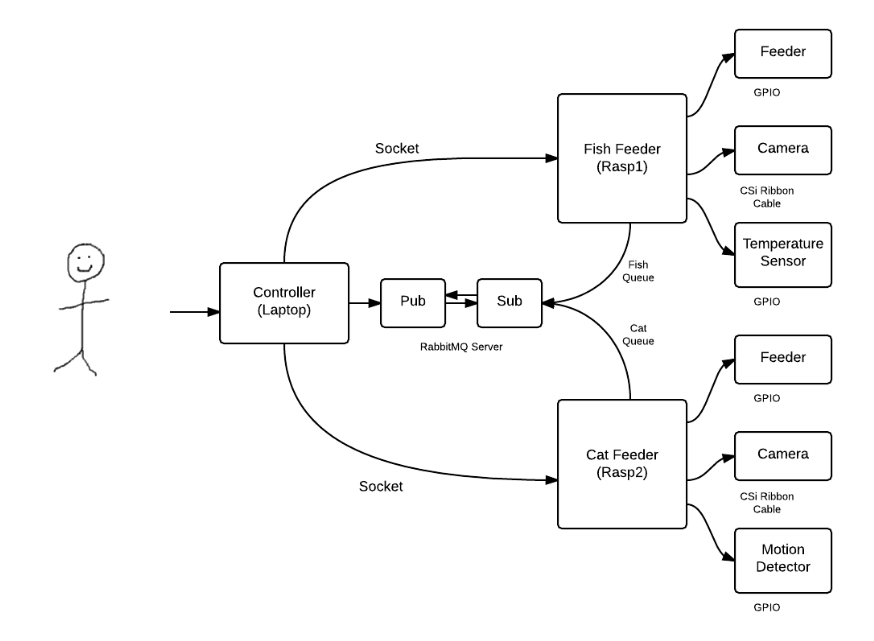 Feeder
GPIO
Camera
CSi Ribbon
Cable
Temperature
Sensor
GPIO
Fish Feeder
(Rasp1)
Socket
Fish
Queue
Controller
(Laptop)
Pub
Sub
RabbitMQ Server
Cat
Queue
Socket
Cat Feeder
(Rasp2)
Feeder
GPIO
Camera
CSi Ribbon
Cable
Motion
Detector
GPIO